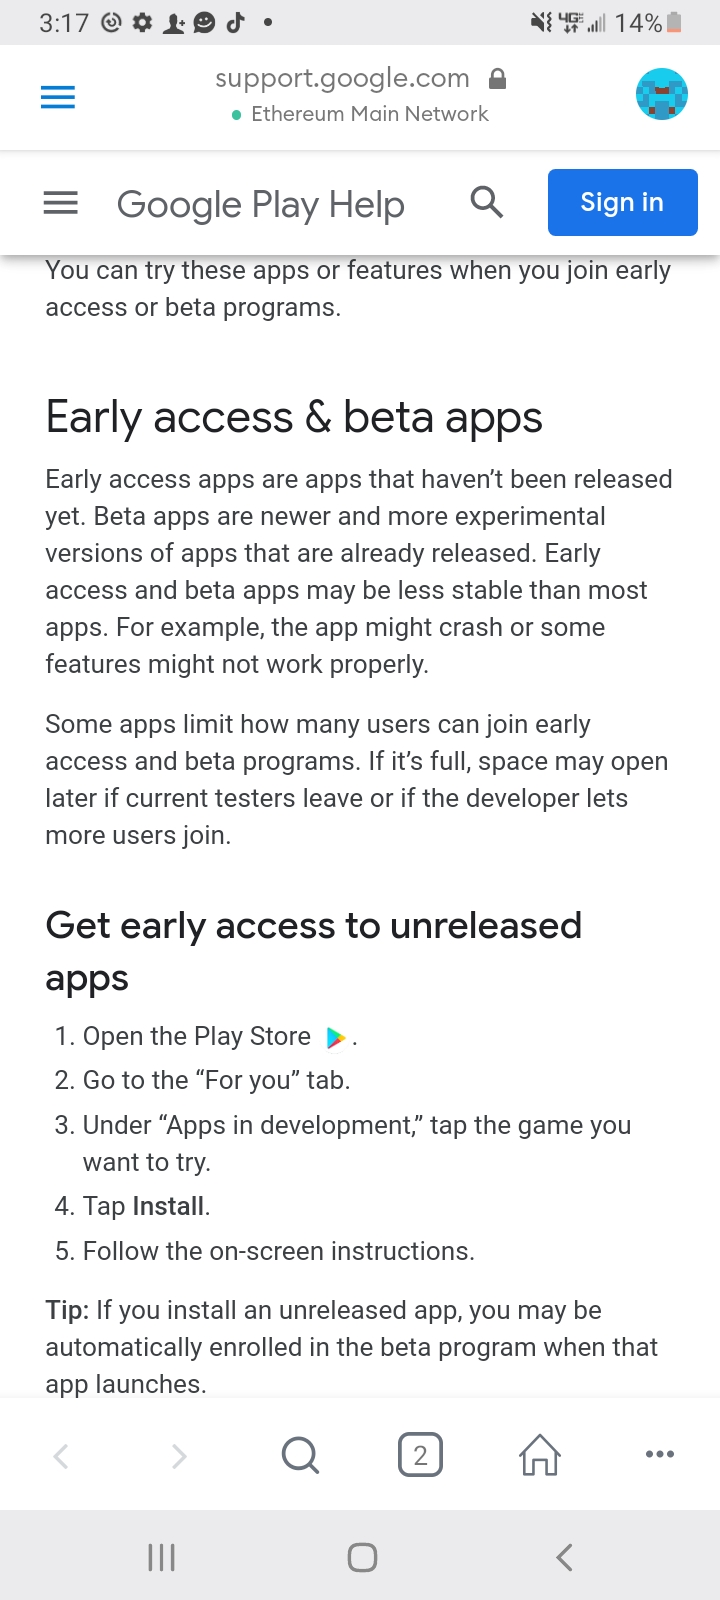 3:17
4G
14%
support.google.com
Ethereum Main Network
Google Play Help
Sign in
You can try these apps or features when you join early
access or beta programs.
Early access & beta apps
Early access apps are apps that haven’t been released
yet. Beta apps are newer and more experimental
versions of apps that are already released. Early
access and beta apps may be less stable than most
apps. For example, the app might crash or some
features might not work properly.
Some apps limit how many users can join early
access and beta programs. If it’s full, space may open
later if current testers leave or if the developer lets
more users join.
Get early access to unreleased
apps
1. Open the Play Store .
2. Go to the “For you” tab.
3. Under “Apps in development,” tap the game you
want to try.
4. Tap Install.
5. Follow the on-screen instructions.
Tip: If you install an unreleased app, you may be
automatically enrolled in the beta program when that
app launches.
2